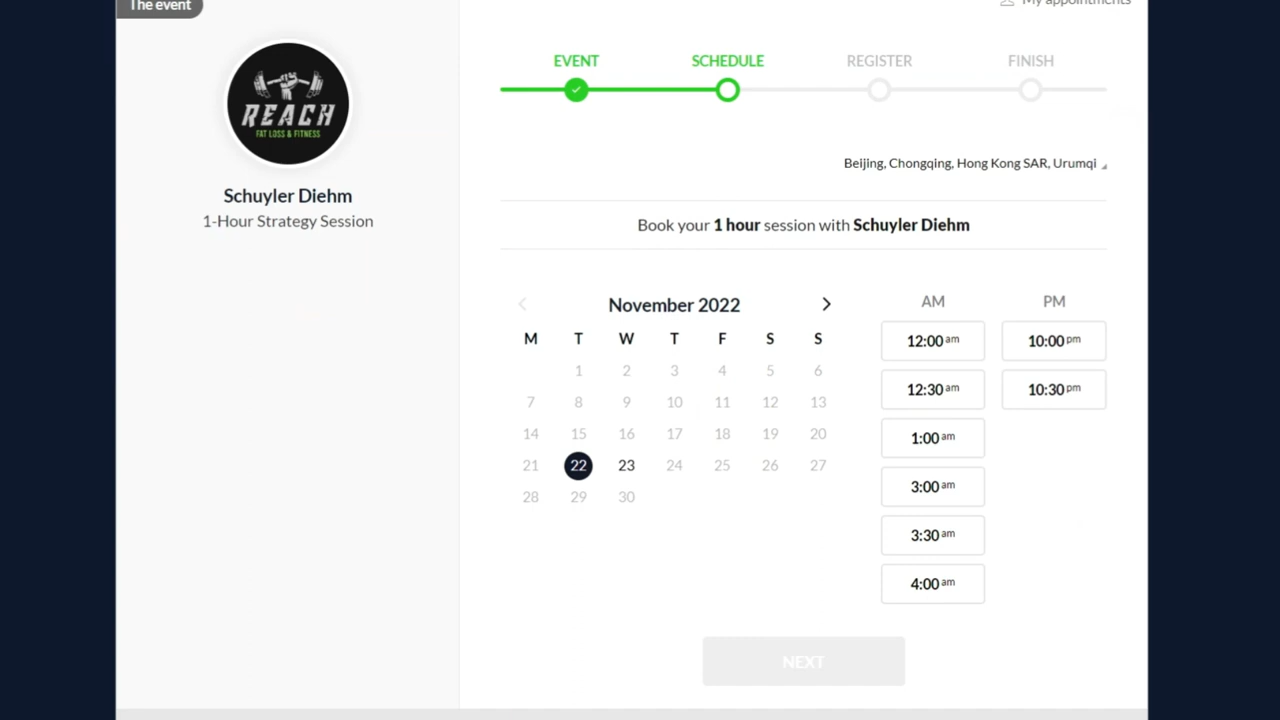 The event
My appointments
REACH
FAT LOSS & FITNESS
Schuyler Diehm
1-Hour Strategy Session
EVENT SCHEDULE REGISTER FINISH
Beijing, Chongqing, Hong Kong SAR, Urumqi
Book your 1 hour session with Schuyler Diehm
November 2022
M T W T F S S
1 2 3 4 5 6
7 8 9 10 11 12 13
14 15 16 17 18 19 20
21 22 23 24 25 26 27
28 29 30
AM PM
12:00 am 10:00 pm
12:30 am 10:30 pm
1:00 am
3:00 am
3:30 am
4:00 am
NEXT